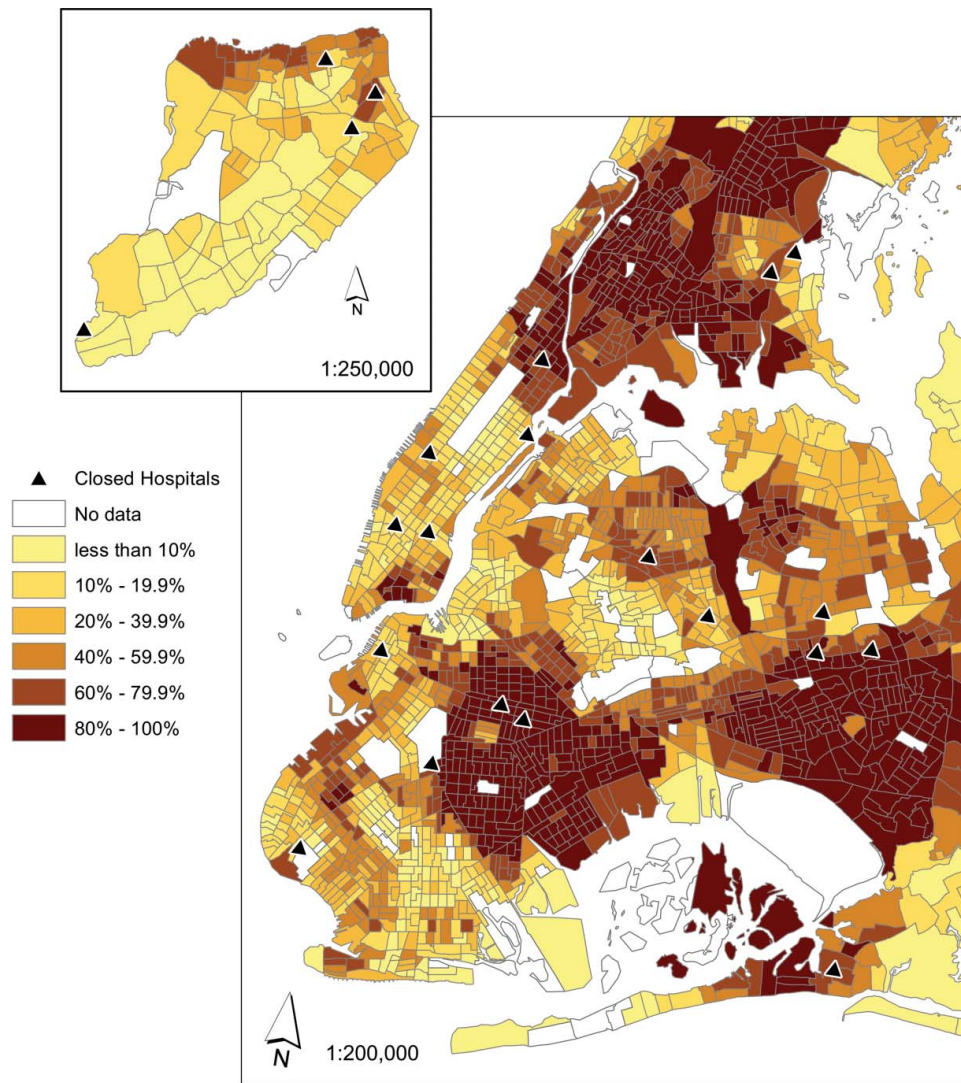 N
1:250,000
Closed Hospitals
No data
less than 10%
10% - 19.9%
20% - 39.9%
40% - 59.9%
60% - 79.9%
80% - 100%
N
1:200,000